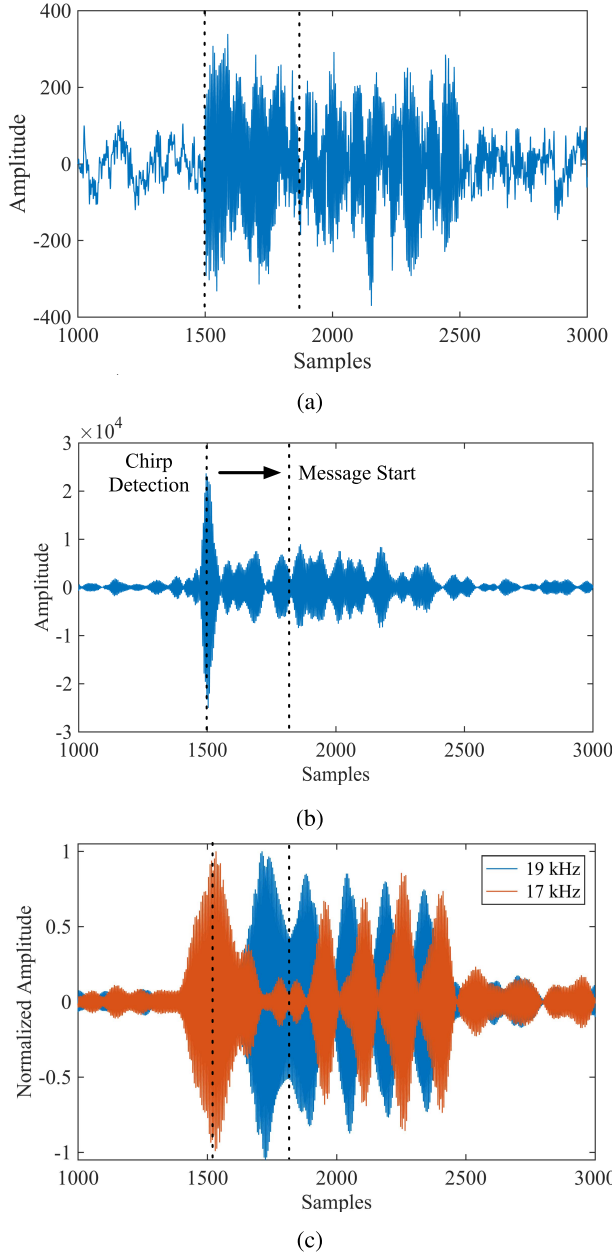 400
200
0
-200
-400
Amplitude
1000 1500 2000 2500 3000
Samples
(a)
×10⁴
3
2
1
0
-1
-2
-3
Amplitude
Chirp
Detection
Message Start
1000 1500 2000 2500 3000
Samples
(b)
1
0.5
0
-0.5
-1
Normalized Amplitude
19 kHz
17 kHz
1000 1500 2000 2500 3000
Samples
(c)